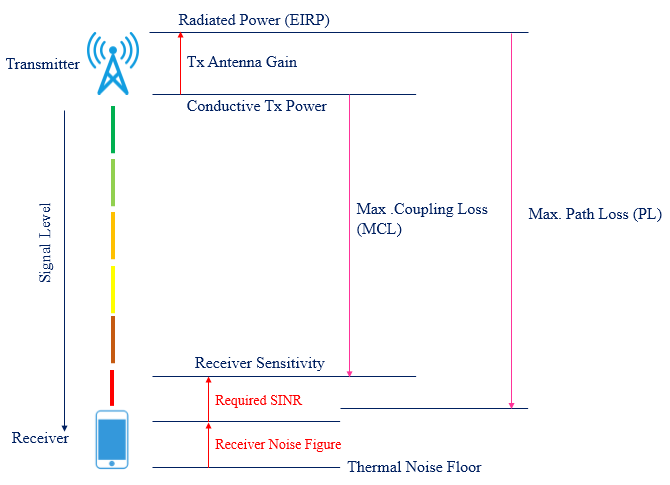 Radiated Power (EIRP)
Transmitter
Tx Antenna Gain
Conductive Tx Power
Signal Level
Max .Coupling Loss
(MCL)
Max. Path Loss (PL)
Receiver Sensitivity
Required SINR
Receiver
Receiver Noise Figure
Thermal Noise Floor